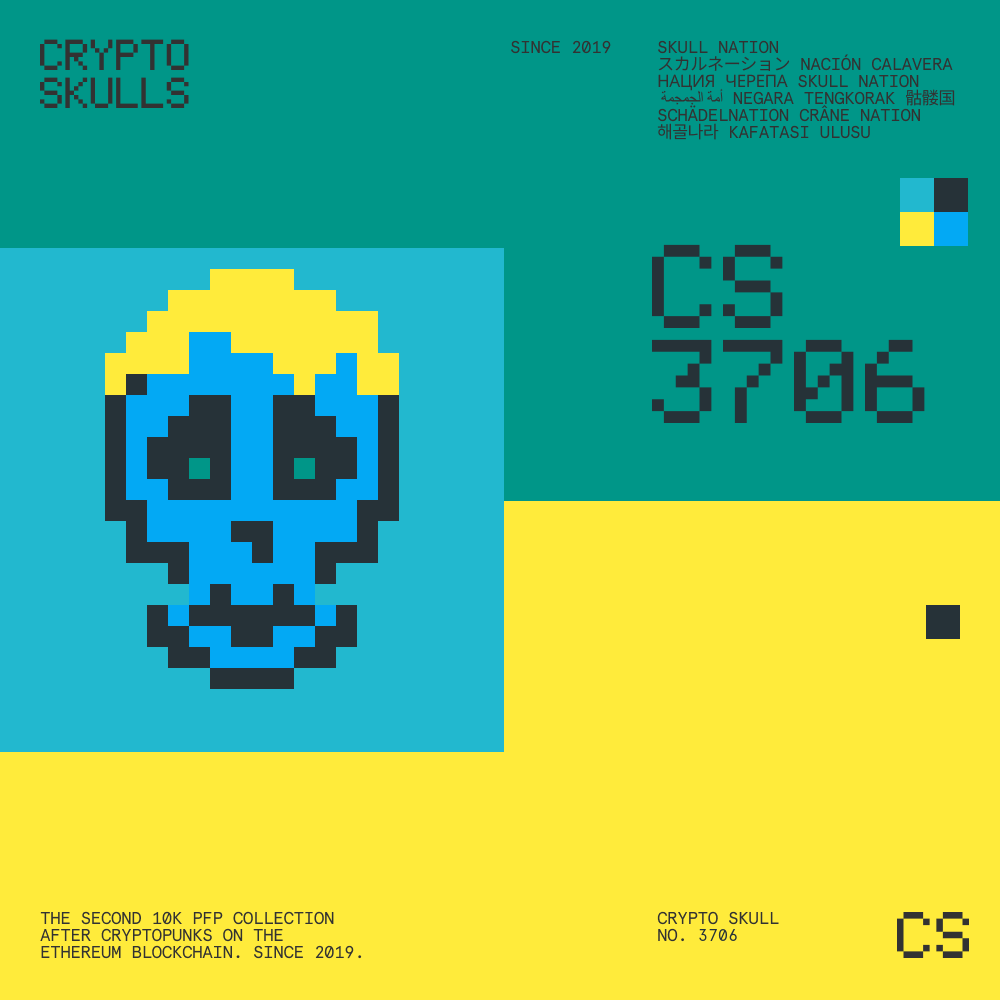 CRYPTO
SKULLS
SINCE 2019
SKULL NATION
スカルネーション NACIÓN CALAVERA
НАЦИЯ ЧЕРЕПА SKULL NATION
أمة الجمجمة NEGARA TENGKORAK 骷髅国
SCHÄDELNATION CRÂNE NATION
해골나라 KAFATASI ULUSU
CS
3706
THE SECOND 10K PFP COLLECTION
AFTER CRYPTOPUNKS ON THE
ETHEREUM BLOCKCHAIN. SINCE 2019.
CRYPTO SKULL
NO. 3706
CS